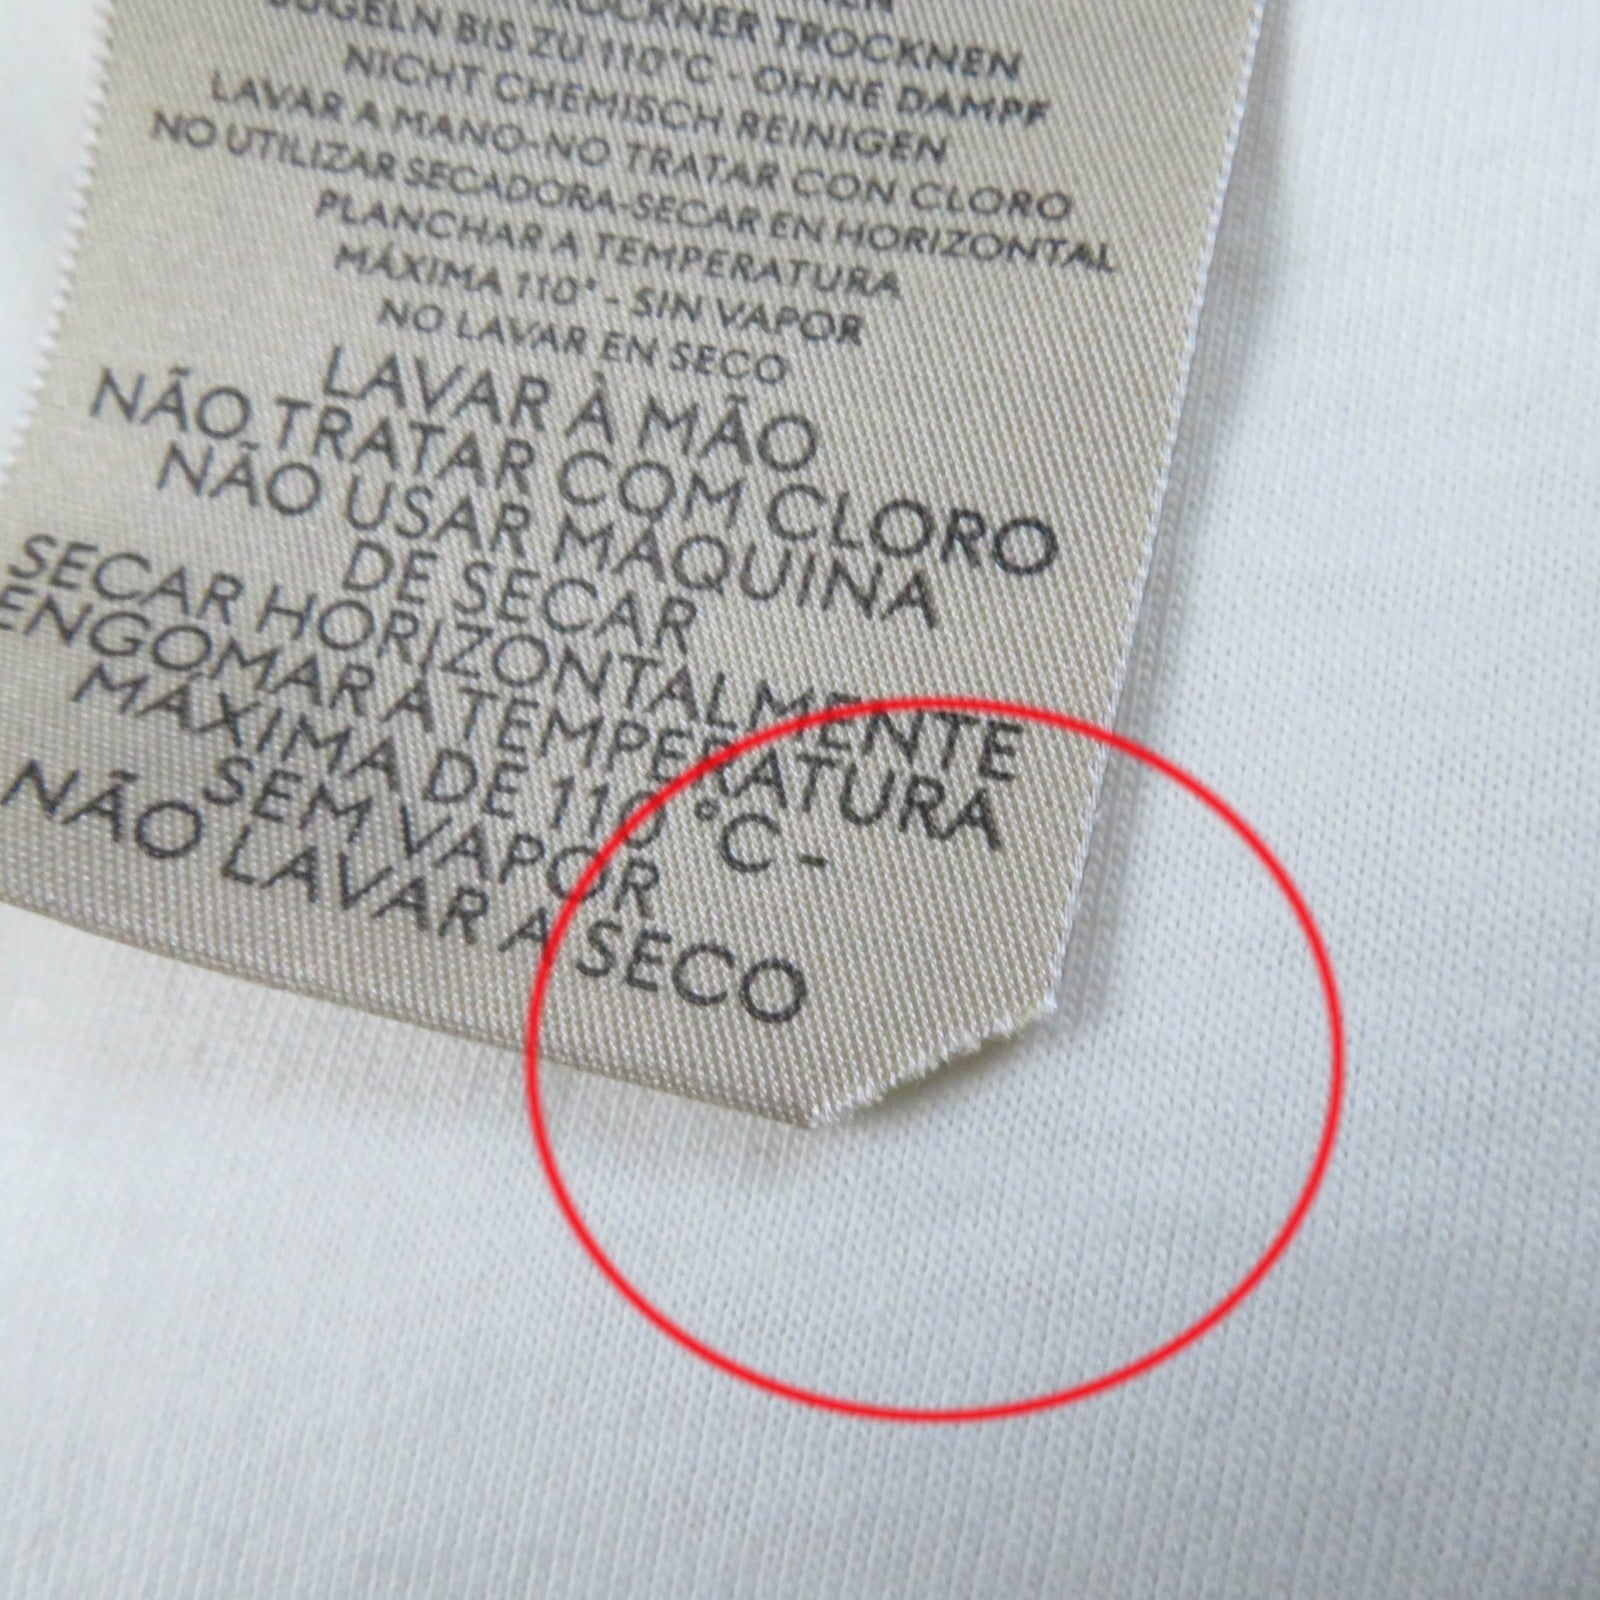 TROCKNER TROCKNEN
BÜGELN BIS ZU 110°C - OHNE DAMPF
NICHT CHEMISCH REINIGEN
LAVAR A MANO-NO TRATAR CON CLORO
NO UTILIZAR SECADORA-SECAR EN HORIZONTAL
PLANCHAR A TEMPERATURA
MÁXIMA 110° - SIN VAPOR
NO LAVAR EN SECO
LAVAR À MÃO
NÃO TRATAR COM CLORO
NÃO USAR MÁQUINA
DE SECAR
SECAR HORIZONTALMENTE
ENGOMAR A TEMPERATURA
MÁXIMA DE 110 °C -
SEM VAPOR
NÃO LAVAR A SECO